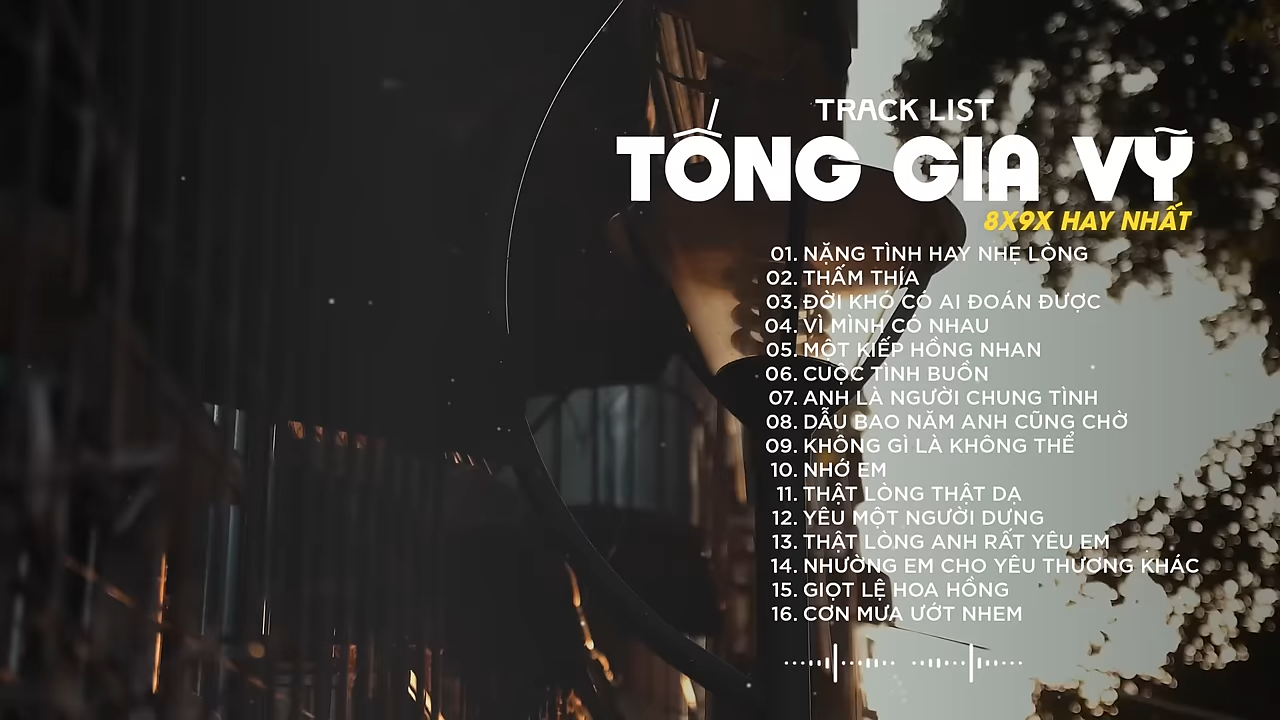 TRACK LIST
TỐNG GIA VỸ
8X9X HAY NHẤT
01. NẶNG TÌNH HAY NHẸ LÒNG
02. THẤM THÍA
03. ĐỜI KHÓ CÓ AI ĐOÁN ĐƯỢC
04. VÌ MÌNH CÓ NHAU
05. MỘT KIẾP HỒNG NHAN
06. CUỘC TÌNH BUỒN
07. ANH LÀ NGƯỜI CHUNG TÌNH
08. DẪU BAO NĂM ANH CŨNG CHỜ
09. KHÔNG GÌ LÀ KHÔNG THỂ
10. NHỚ EM
11. THẬT LÒNG THẬT DẠ
12. YÊU MỘT NGƯỜI DƯNG
13. THẬT LÒNG ANH RẤT YÊU EM
14. NHƯỜNG EM CHO YÊU THƯƠNG KHÁC
15. GIỌT LỆ HOA HỒNG
16. CƠN MƯA ƯỚT NHEM